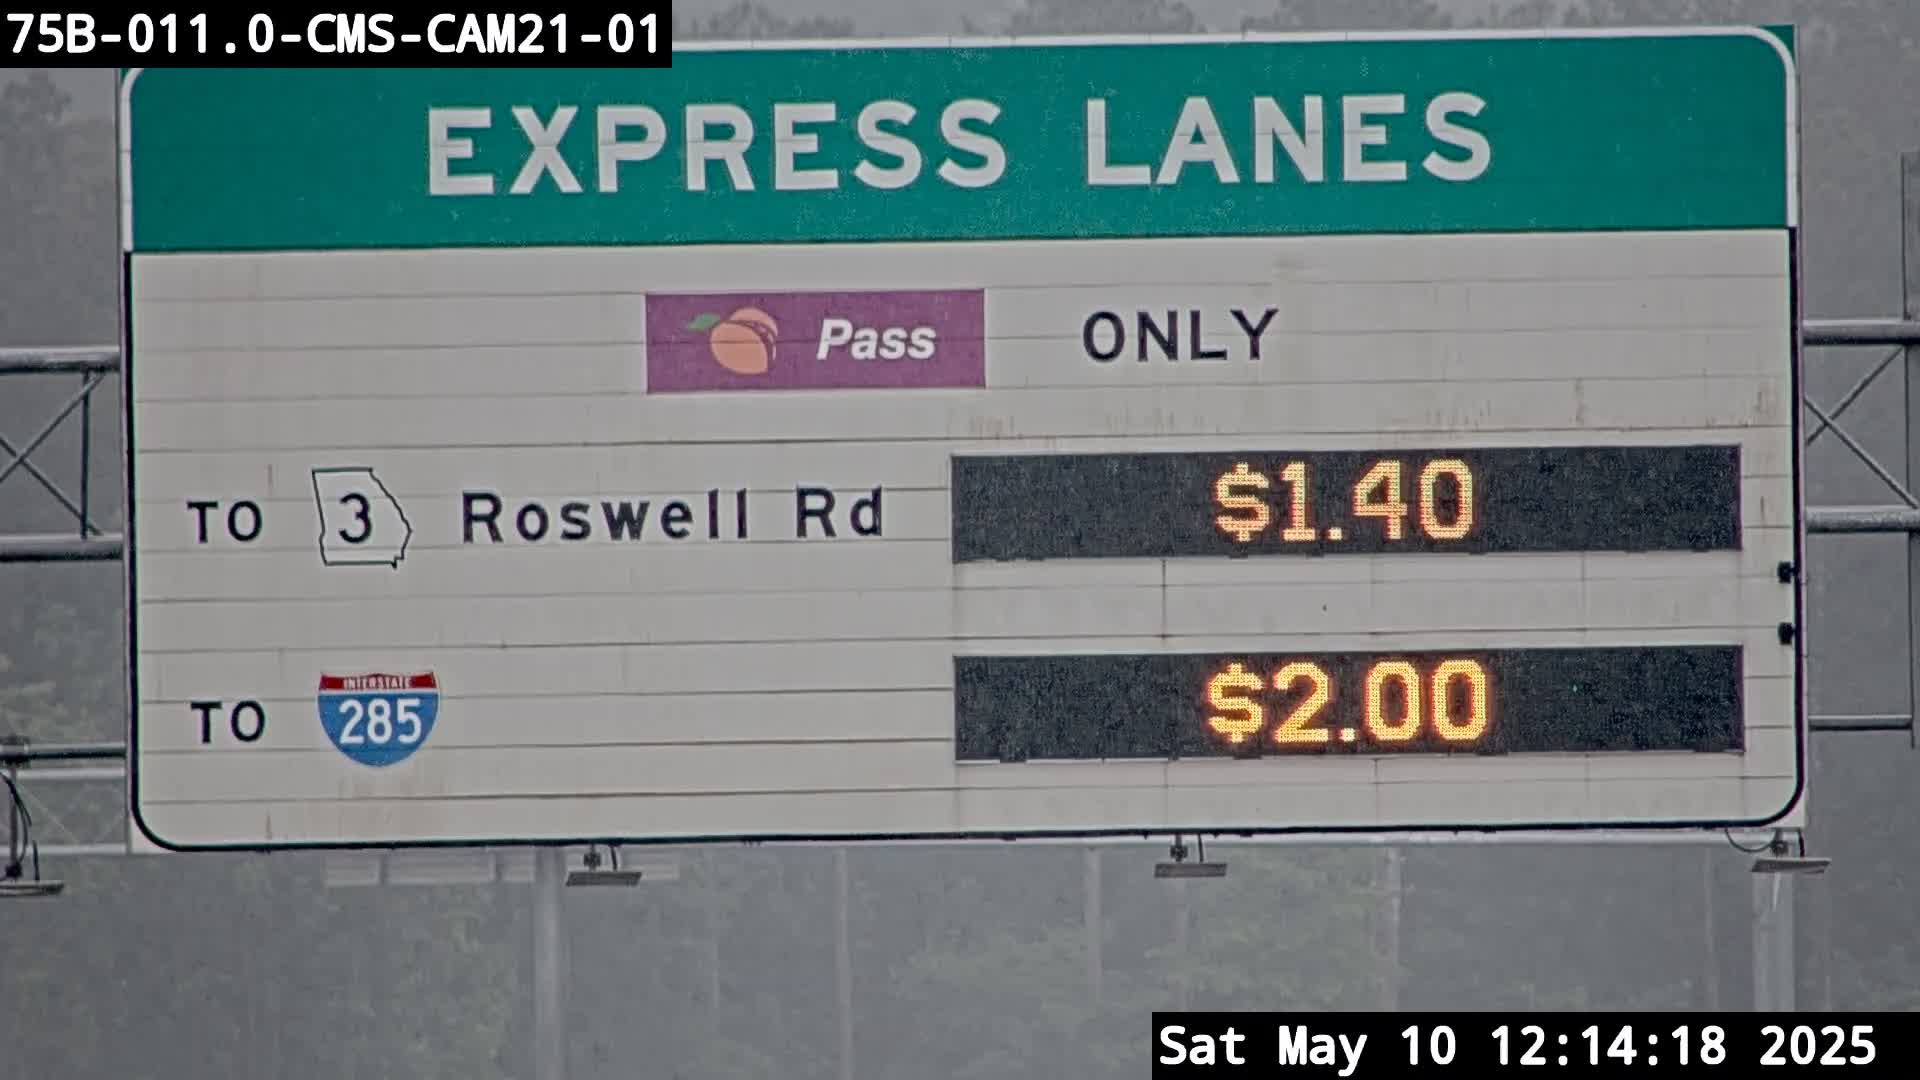 75B-011.0-CMS-CAM21-01
EXPRESS LANES
Pass ONLY
TO 3 Roswell Rd $1.40
TO INTERSTATE 285 $2.00
Sat May 10 12:14:18 2025